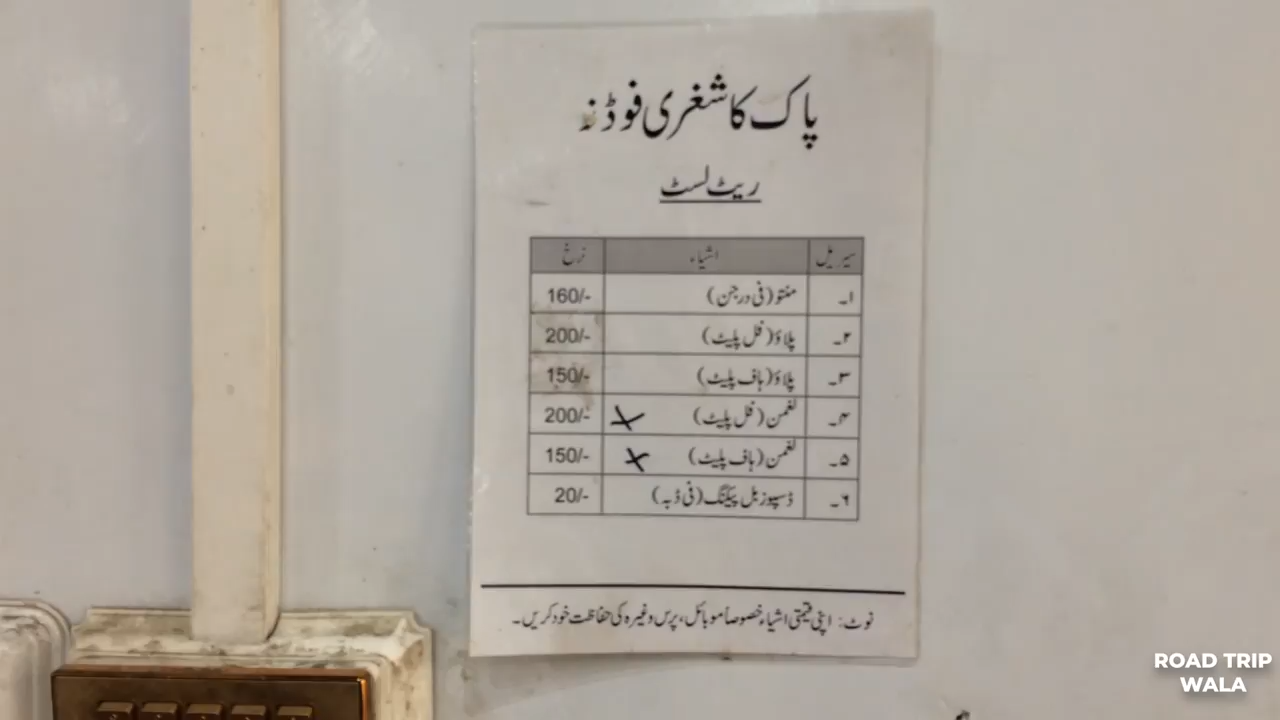 پاک کاشغری فوڈز
ریٹ لسٹ
سیریل اشیاء نرخ
۱۔ منتو (فی درجن) 160/-
۲۔ پلاؤ (فل پلیٹ) 200/-
۳۔ پلاؤ (ہاف پلیٹ) 150/-
۴۔ لغمن (فل پلیٹ) 200/-
۵۔ لغمن (ہاف پلیٹ) 150/-
۶۔ ڈسپوزبل پیکنگ (فی ڈبہ) 20/-
نوٹ: اپنی قیمتی اشیاء خصوصاً موبائل، پرس وغیرہ کی حفاظت خود کریں۔
ROAD TRIP
WALA